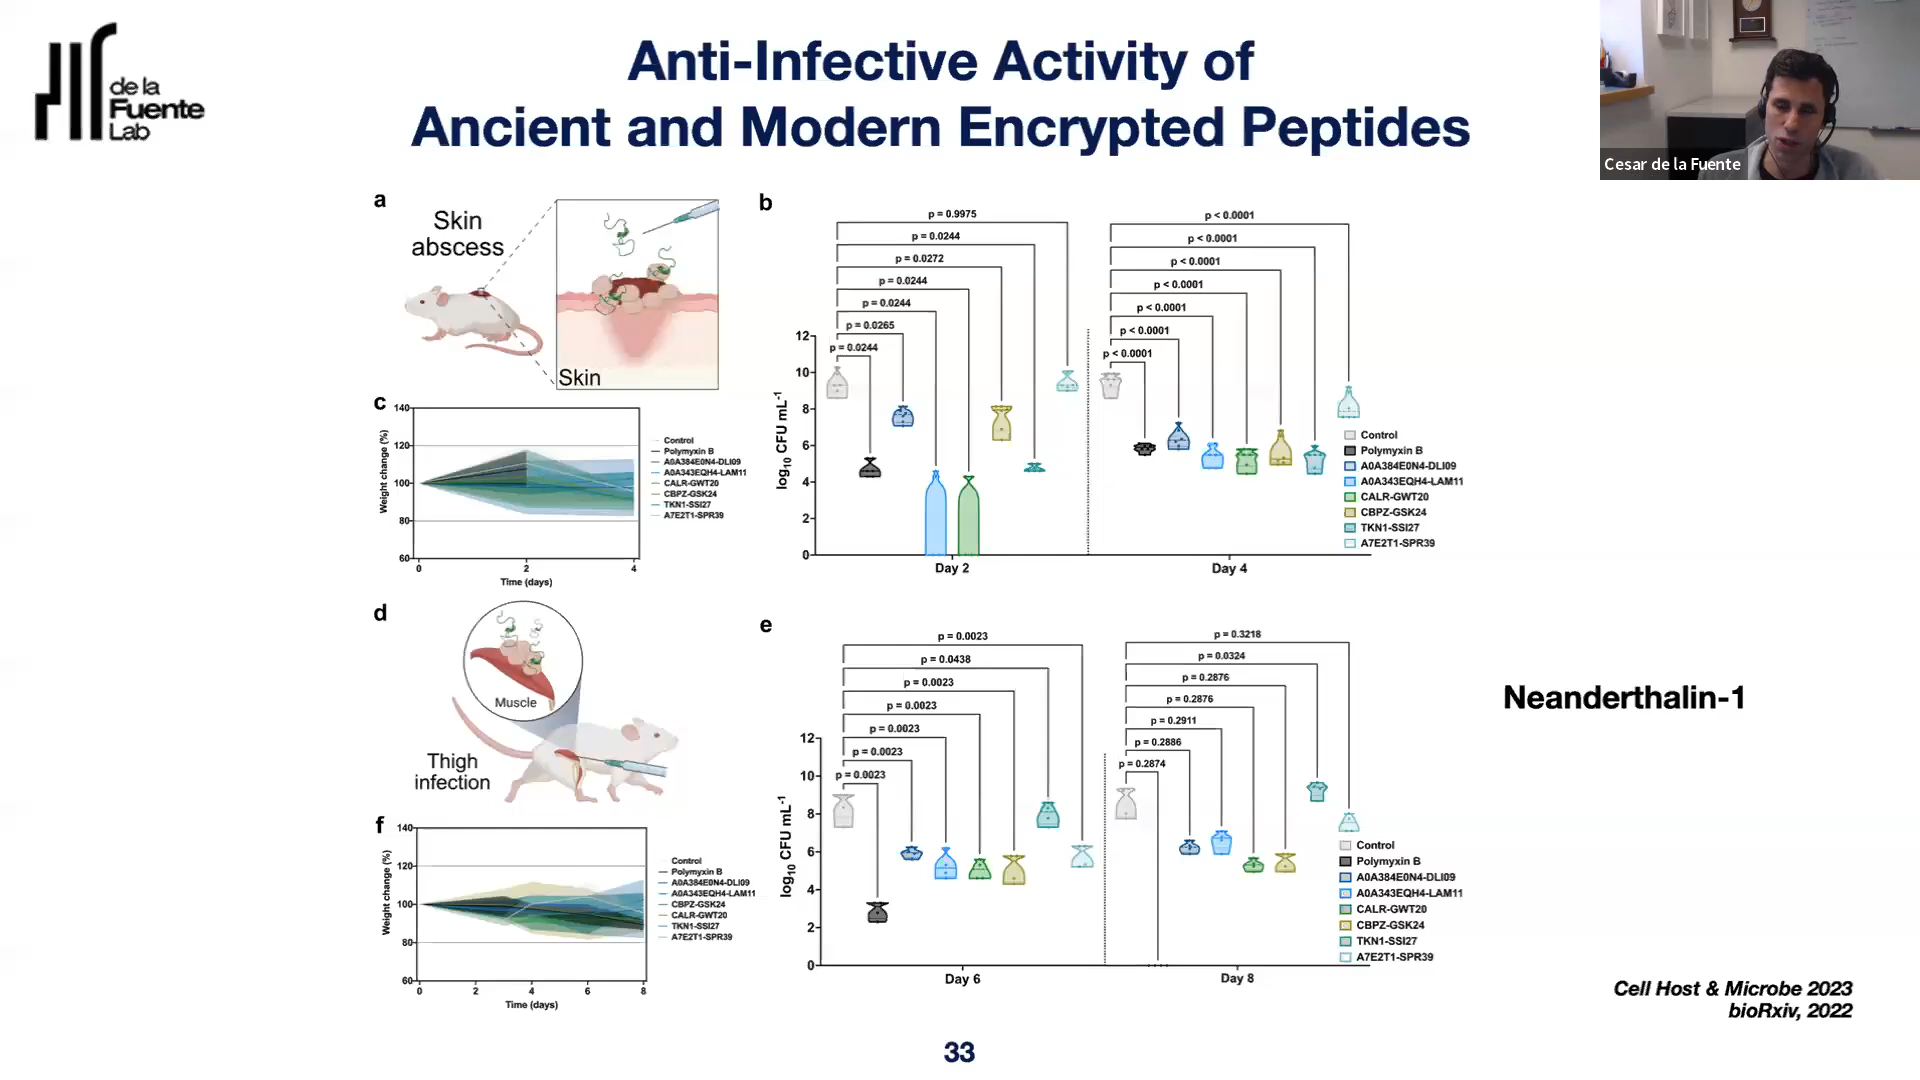 de la
Fuente
Lab
Anti-Infective Activity of
Ancient and Modern Encrypted Peptides
Cesar de la Fuente
a
Skin
abscess
Skin
b
p = 0.9975
p = 0.0244
p = 0.0272
p = 0.0244
p = 0.0244
p = 0.0265
p = 0.0244
p < 0.0001
p < 0.0001
p < 0.0001
p < 0.0001
p < 0.0001
p < 0.0001
p < 0.0001
log10 CFU mL-1
12
10
8
6
4
2
0
Day 2
Day 4
Control
Polymyxin B
A0A384E0N4-DLI09
A0A343EQH4-LAM11
CALR-GWT20
CBPZ-GSK24
TKN1-SSI27
A7E2T1-SPR39
c
Weight change (%)
140
120
100
80
60
0
2
4
Time (days)
Control
Polymyxin B
A0A384E0N4-DLI09
A0A343EQH4-LAM11
CALR-GWT20
CBPZ-GSK24
TKN1-SSI27
A7E2T1-SPR39
d
Muscle
Thigh
infection
e
p = 0.0023
p = 0.0438
p = 0.0023
p = 0.0023
p = 0.0023
p = 0.0023
p = 0.0023
p = 0.3218
p = 0.0324
p = 0.2876
p = 0.2876
p = 0.2911
p = 0.2886
p = 0.2874
log10 CFU mL-1
12
10
8
6
4
2
0
Day 6
Day 8
Control
Polymyxin B
A0A384E0N4-DLI09
A0A343EQH4-LAM11
CALR-GWT20
CBPZ-GSK24
TKN1-SSI27
A7E2T1-SPR39
f
Weight change (%)
140
120
100
80
60
0
2
4
6
8
Time (days)
Control
Polymyxin B
A0A384E0N4-DLI09
A0A343EQH4-LAM11
CBPZ-GSK24
CALR-GWT20
TKN1-SSI27
A7E2T1-SPR39
Neanderthalin-1
Cell Host & Microbe 2023
bioRxiv, 2022
33